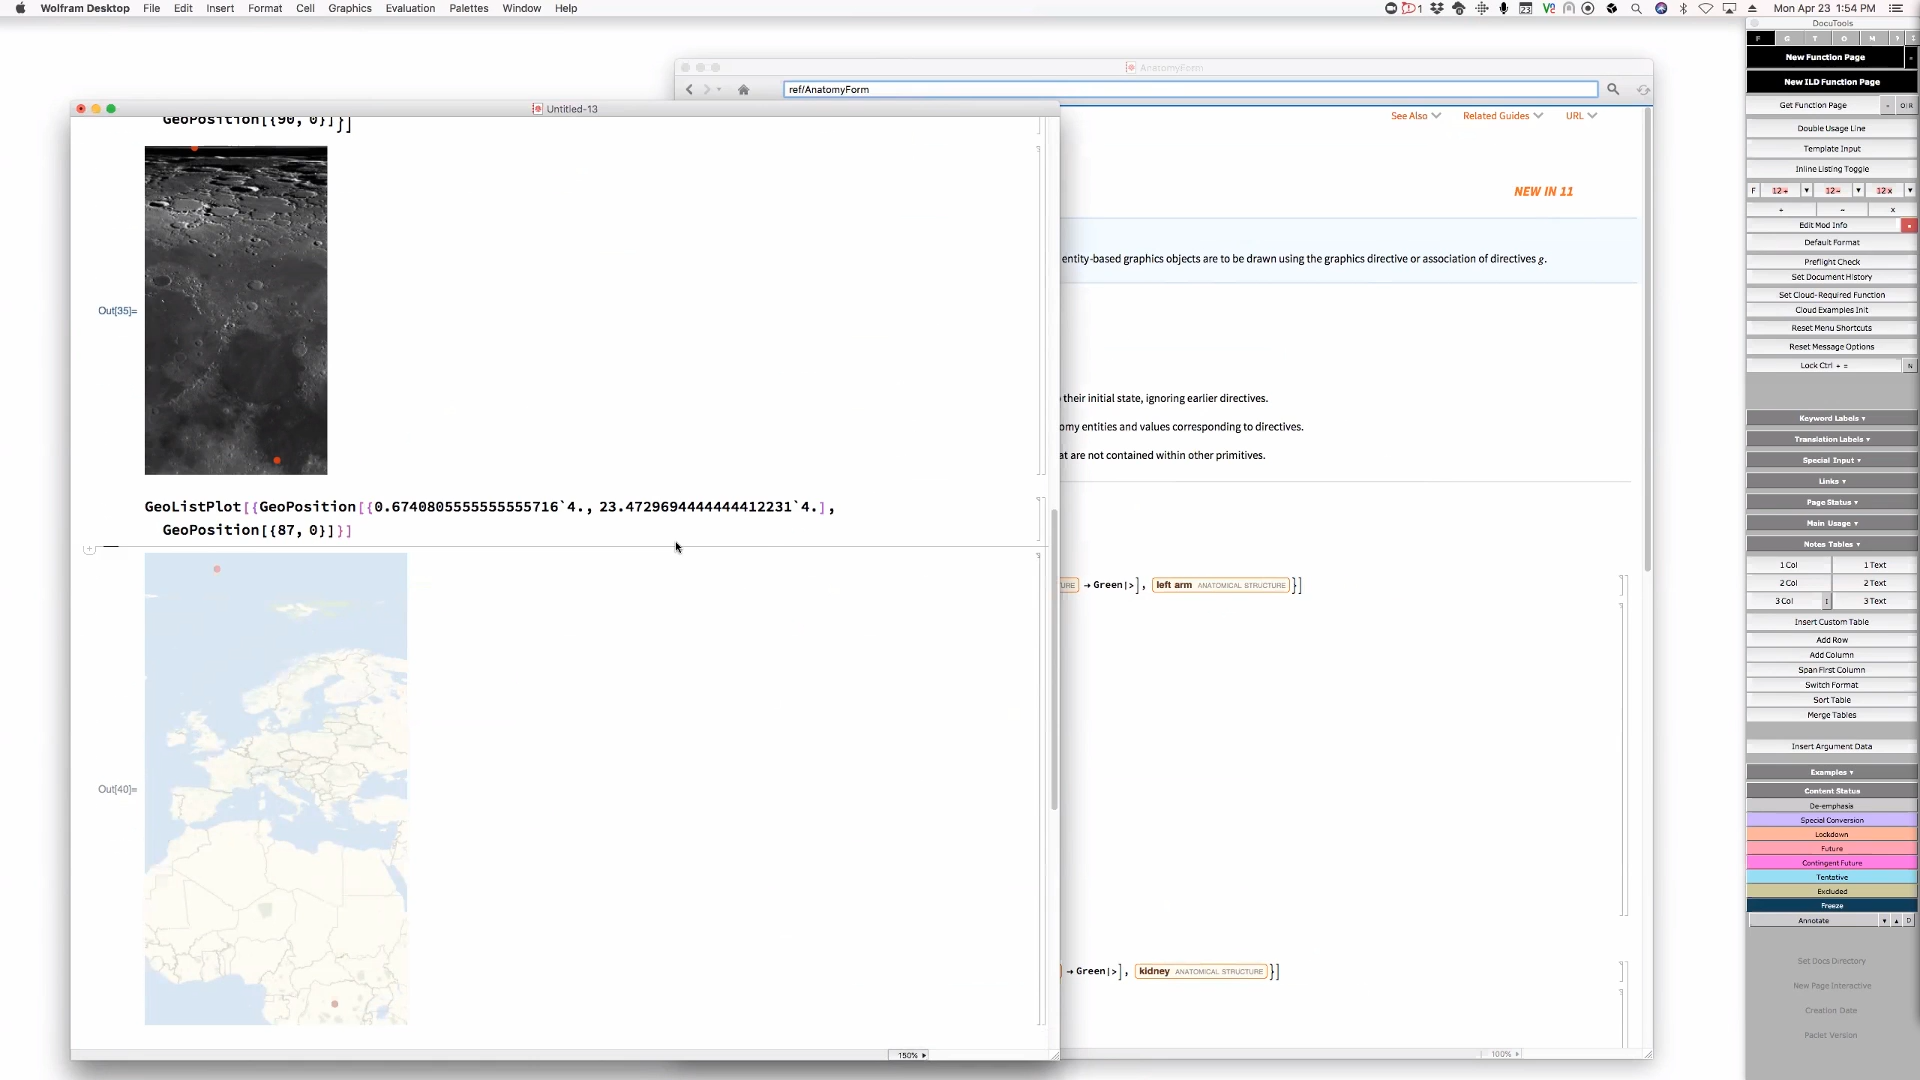 Wolfram Desktop File Edit Insert Format Cell Graphics Evaluation Palettes Window Help
1 23 Mon Apr 23 1:54 PM
AnatomyForm
ref/AnatomyForm
See Also Related Guides URL
NEW IN 11
entity-based graphics objects are to be drawn using the graphics directive or association of directives g.
their initial state, ignoring earlier directives.
omy entities and values corresponding to directives.
at are not contained within other primitives.
→Green|>], left arm ANATOMICAL STRUCTURE }]
→Green|>], kidney ANATOMICAL STRUCTURE }]
100%
Untitled-13
GeoPosition[{90, 0}]}]
Out[35]=
GeoListPlot[{GeoPosition[{0.6740805555555555716`4., 23.4729694444444412231`4.],
GeoPosition[{87, 0}]}]
Out[40]=
150%
DocuTools
F G T O M ?
New Function Page
New ILD Function Page
Get Function Page - O|R
Double Usage Line
Template Input
Inline Listing Toggle
F 12+ 12~ 12x
+ - x
Edit Mod Info
Default Format
Preflight Check
Set Document History
Set Cloud-Required Function
Cloud Examples Init
Reset Menu Shortcuts
Reset Message Options
Lock Ctrl + = N
Keyword Labels
Translation Labels
Special Input
Links
Page Status
Main Usage
Notes Tables
1 Col 1 Text
2 Col 2 Text
3 Col 3 Text
Insert Custom Table
Add Row
Add Column
Span First Column
Switch Format
Sort Table
Merge Tables
Insert Argument Data
Examples
Content Status
De-emphasis
Special Conversion
Lockdown
Future
Contingent Future
Tentative
Excluded
Freeze
Annotate D
Set Docs Directory
New Page Interactive
Creation Date
Paclet Version